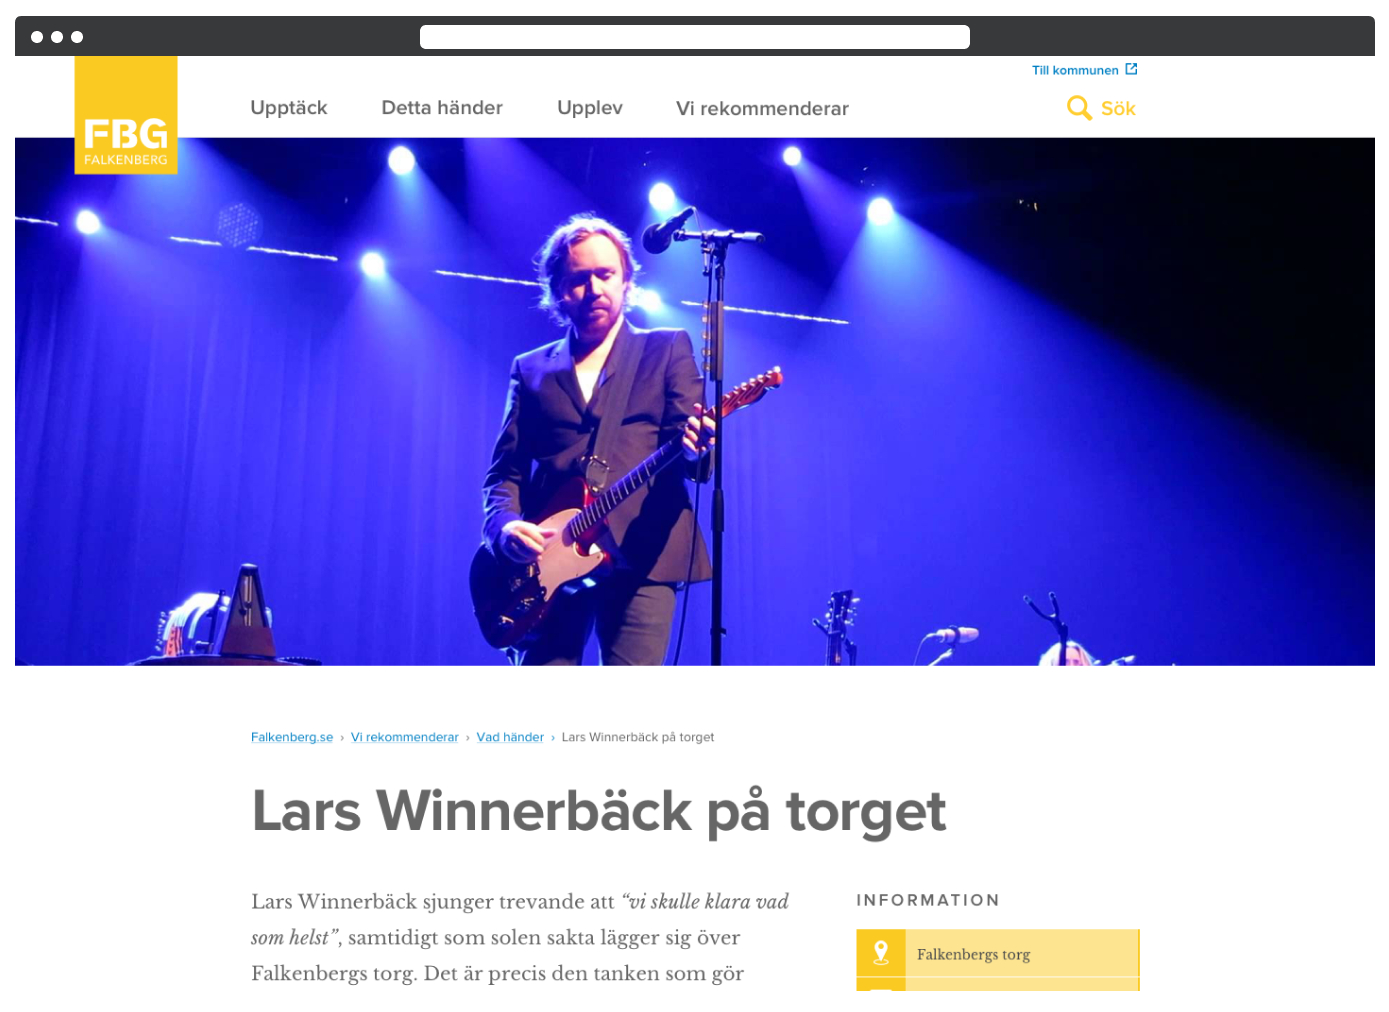 Till kommunen
FBG
FALKENBERG
Upptäck
Detta händer
Upplev
Vi rekommenderar
Sök
Falkenberg.se › Vi rekommenderar › Vad händer › Lars Winnerbäck på torget
Lars Winnerbäck på torget
Lars Winnerbäck sjunger trevande att “vi skulle klara vad
som helst”, samtidigt som solen sakta lägger sig över
Falkenbergs torg. Det är precis den tanken som gör
INFORMATION
Falkenbergs torg